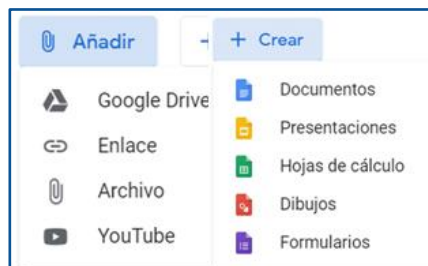 Añadir
Google Drive
Enlace
Archivo
YouTube
+ Crear
Documentos
Presentaciones
Hojas de cálculo
Dibujos
Formularios